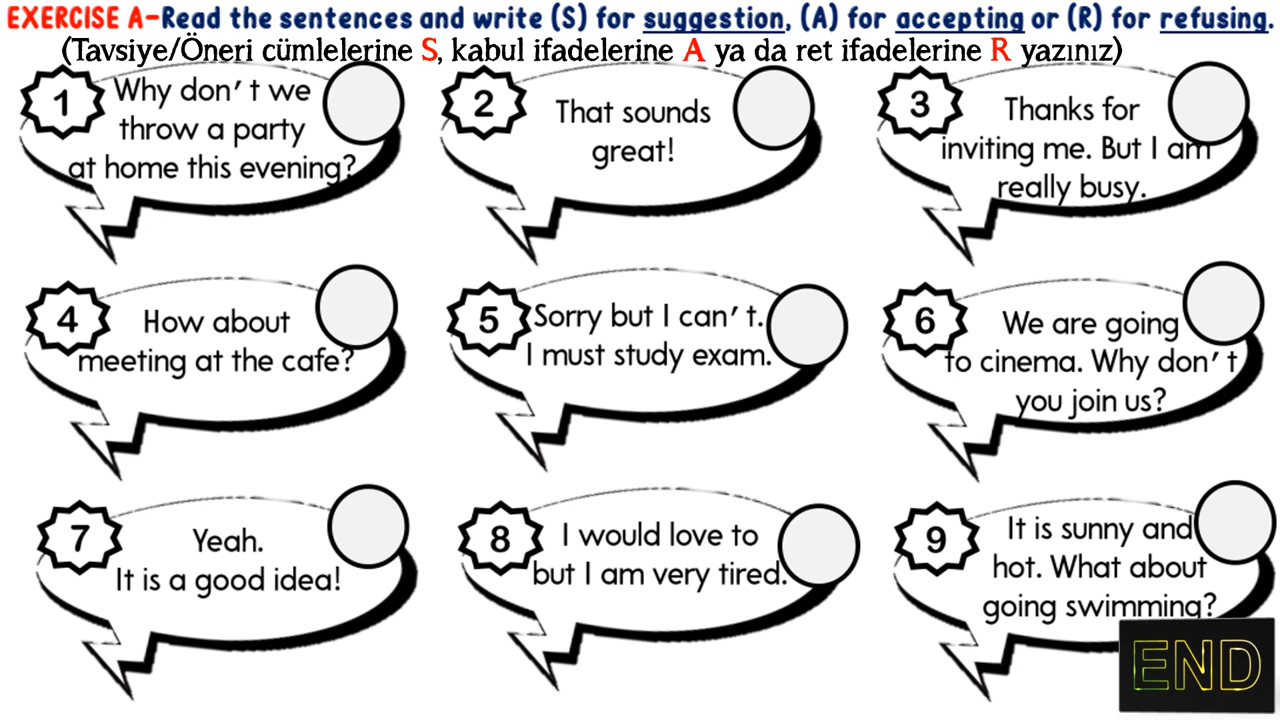 EXERCISE A-Read the sentences and write (S) for suggestion, (A) for accepting or (R) for refusing.
(Tavsiye/Öneri cümlelerine S, kabul ifadelerine A ya da ret ifadelerine R yazınız)
1
Why don't we
throw a party
at home this evening?
2
That sounds
great!
3
Thanks for
inviting me. But I am
really busy.
4
How about
meeting at the cafe?
5
Sorry but I can't.
I must study exam.
6
We are going
to cinema. Why don't
you join us?
7
Yeah.
It is a good idea!
8
I would love to
but I am very tired.
9
It is sunny and
hot. What about
going swimming?
END